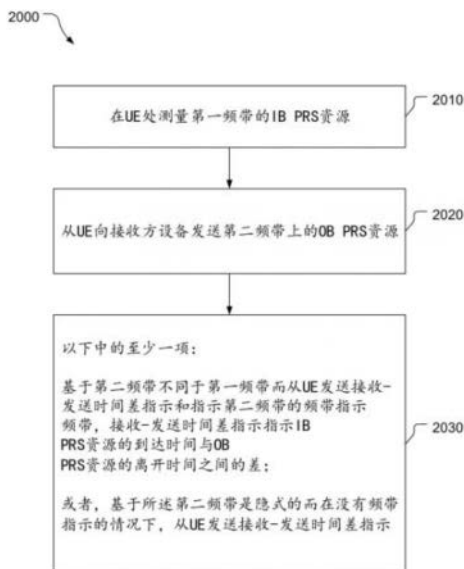 2000
在UE处测量第一频带的IB PRS资源
2010
从UE向接收方设备发送第二频带上的OB PRS资源
2020
以下中的至少一项:
基于第二频带不同于第一频带而从UE发送接收-
发送时间差指示和指示第二频带的频带指示
频带, 接收-发送时间差指示指示IB
PRS资源的到达时间与OB
PRS资源的离开时间之间的差;
或者, 基于所述第二频带是隐式的而在没有频带
指示的情况下, 从UE发送接收-发送时间差指示
2030